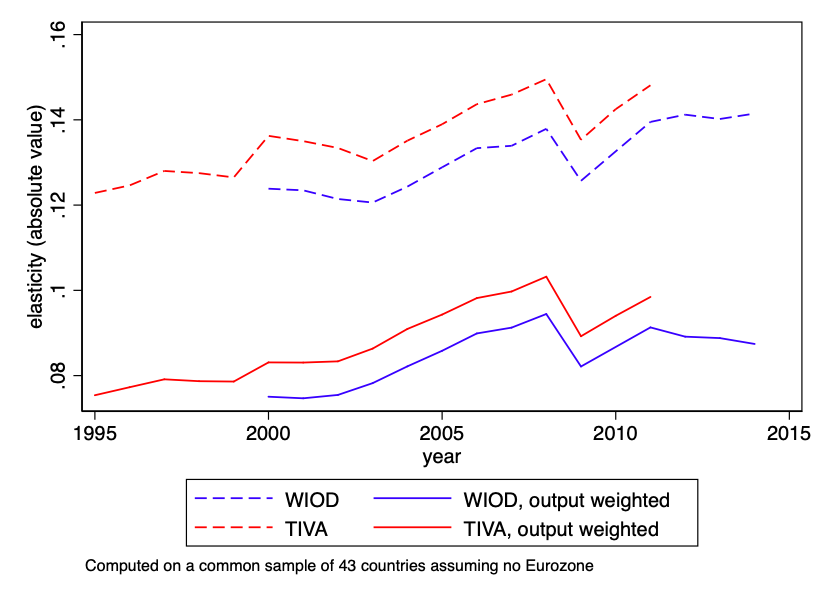 elasticity (absolute value)
.16
.14
.12
.1
.08
1995 2000 2005 2010 2015
year
WIOD WIOD, output weighted
TIVA TIVA, output weighted
Computed on a common sample of 43 countries assuming no Eurozone